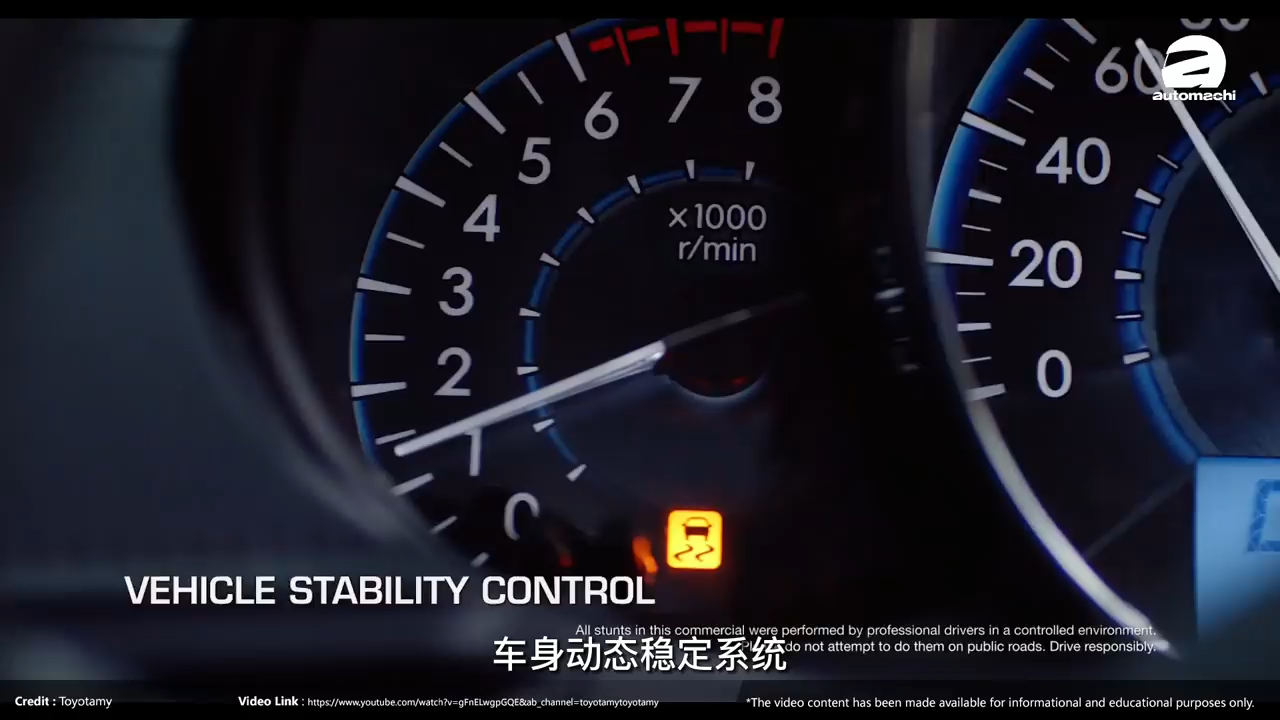 80
60
automachi
6 7 8
5
40
4
x1000
r/min
20
3
2
0
1
0
VEHICLE STABILITY CONTROL
All stunts in this commercial were performed by professional drivers in a controlled environment.
车身动态稳定系统
do not attempt to do them on public roads. Drive responsibly.
Credit : Toyotamy
Video Link : https://www.youtube.com/watch?v=gFnELwgpGQE&ab_channel=toyotamytoyotamy
*The video content has been made available for informational and educational purposes only.